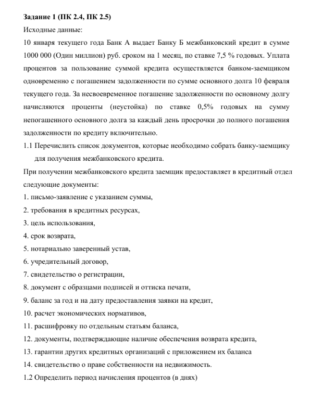 Задание 1 (ПК 2.4, ПК 2.5)
Исходные данные:
10 января текущего года Банк А выдает Банку Б межбанковский кредит в сумме
1000 000 (Один миллион) руб. сроком на 1 месяц, по ставке 7,5 % годовых. Уплата
процентов за пользование суммой кредита осуществляется банком-заемщиком
одновременно с погашением задолженности по сумме основного долга 10 февраля
текущего года. За несвоевременное погашение задолженности по основному долгу
начисляются проценты (неустойка) по ставке 0,5% годовых на сумму
непогашенного основного долга за каждый день просрочки до полного погашения
задолженности по кредиту включительно.
1.1 Перечислить список документов, которые необходимо собрать банку-заемщику
для получения межбанковского кредита.
При получении межбанковского кредита заемщик предоставляет в кредитный отдел
следующие документы:
1. письмо-заявление с указанием суммы,
2. требования в кредитных ресурсах,
3. цель использования,
4. срок возврата,
5. нотариально заверенный устав,
6. учредительный договор,
7. свидетельство о регистрации,
8. документ с образцами подписей и оттиска печати,
9. баланс за год и на дату предоставления заявки на кредит,
10. расчет экономических нормативов,
11. расшифровку по отдельным статьям баланса,
12. документы, подтверждающие наличие обеспечения возврата кредита,
13. гарантии других кредитных организаций с приложением их баланса
14. свидетельство о праве собственности на недвижимость.
1.2 Определить период начисления процентов (в днях)